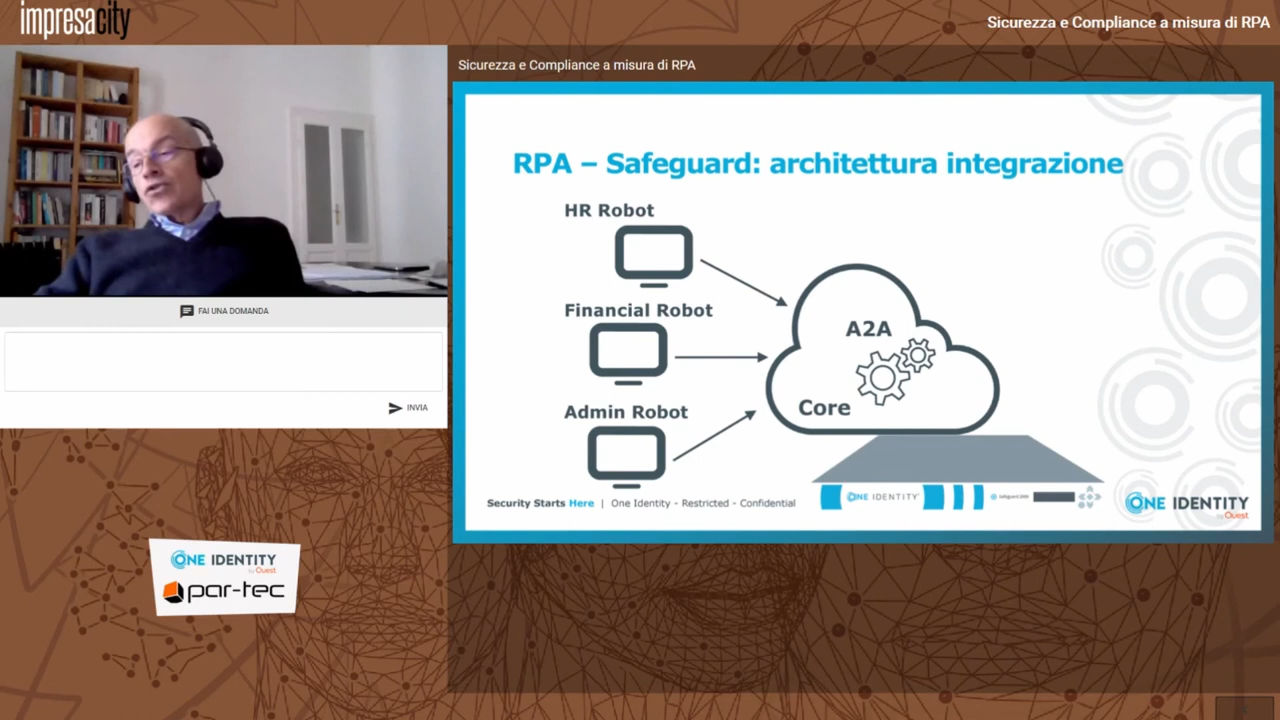 impresacity
Sicurezza e Compliance a misura di RPA
Sicurezza e Compliance a misura di RPA
RPA – Safeguard: architettura integrazione
HR Robot
Financial Robot
Admin Robot
A2A
Core
ONE IDENTITY
Security Starts Here | One Identity - Restricted - Confidential
ONE IDENTITY
by Quest
FAI UNA DOMANDA
INVIA
ONE IDENTITY
by Quest
par-tec